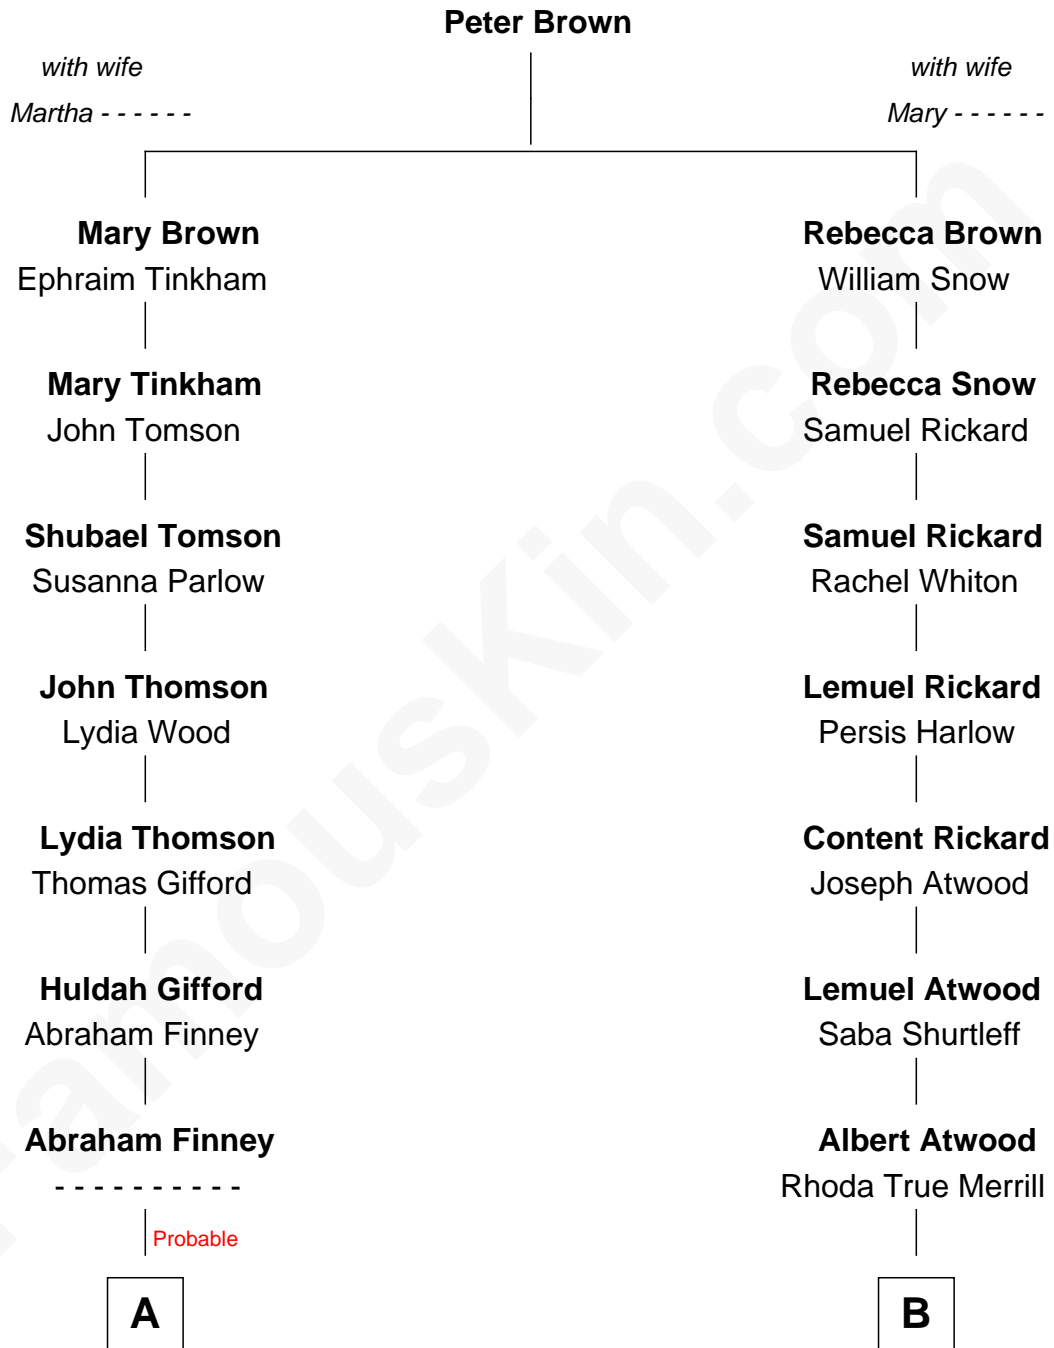 Peter Brown
with wife
Martha - - - - - -
with wife
Mary - - - - - -
Mary Brown
Ephraim Tinkham
Rebecca Brown
William Snow
Mary Tinkham
John Tomson
Rebecca Snow
Samuel Rickard
Shubael Tomson
Susanna Parlow
Samuel Rickard
Rachel Whiton
John Thomson
Lydia Wood
Lemuel Rickard
Persis Harlow
Lydia Thomson
Thomas Gifford
Content Rickard
Joseph Atwood
Huldah Gifford
Abraham Finney
Lemuel Atwood
Saba Shurtleff
Abraham Finney
- - - - - - - - - -
Albert Atwood
Rhoda True Merrill
Probable
A
B
FamousKin.com